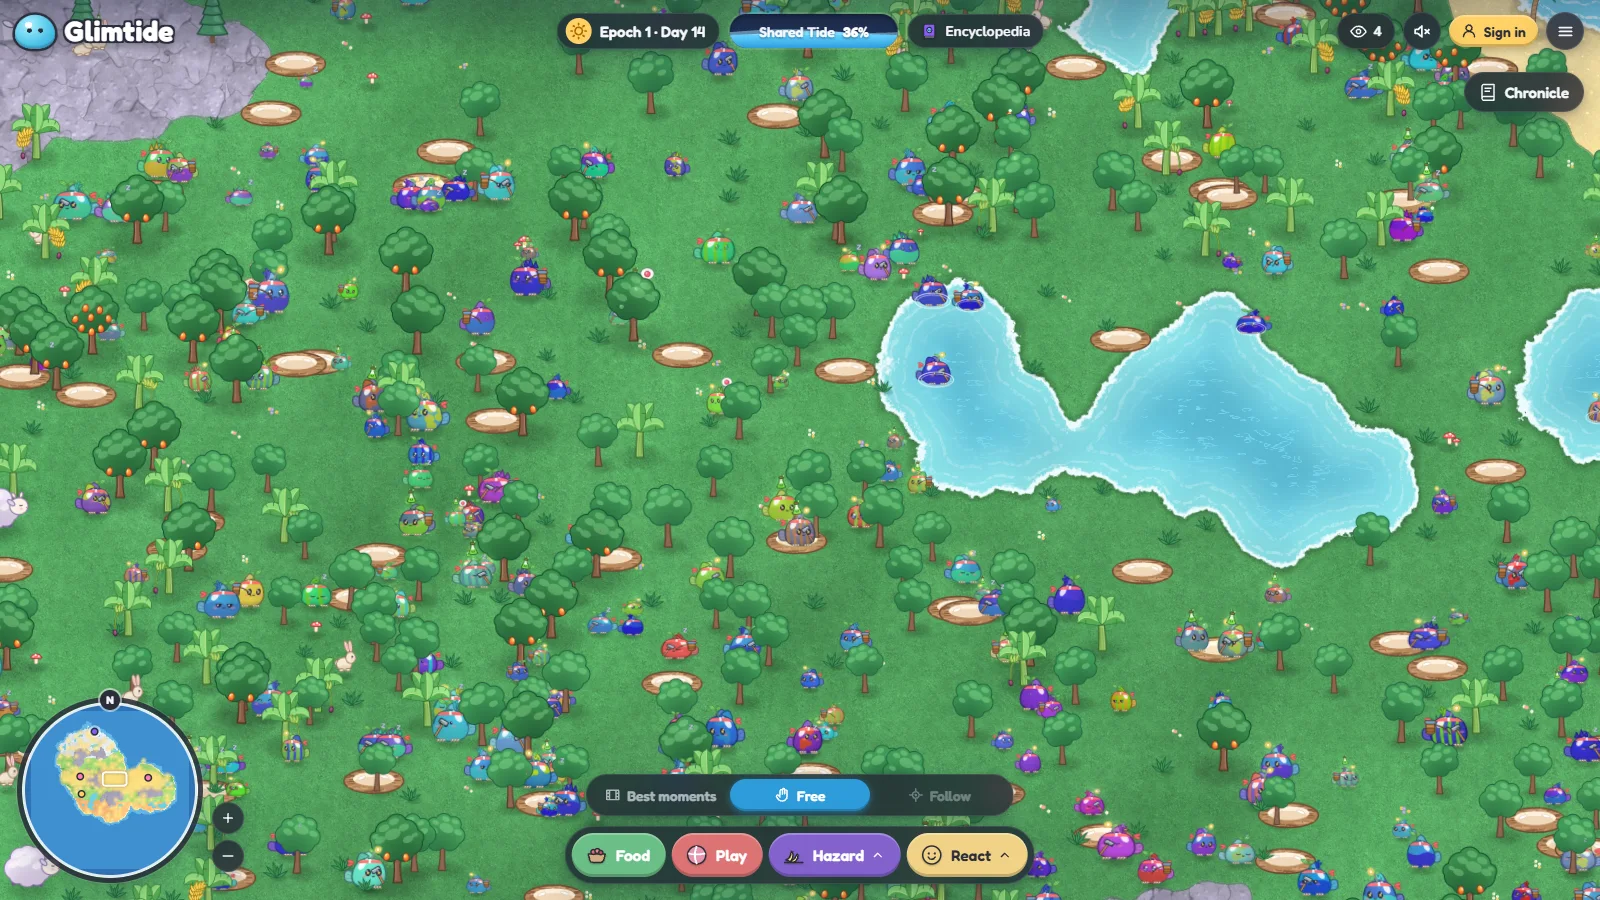 Glimtide
Epoch 1 · Day 14
Shared Tide 36%
Encyclopedia
4
Sign in
Chronicle
N
+
−
Best moments
Free
Follow
Food
Play
Hazard
React